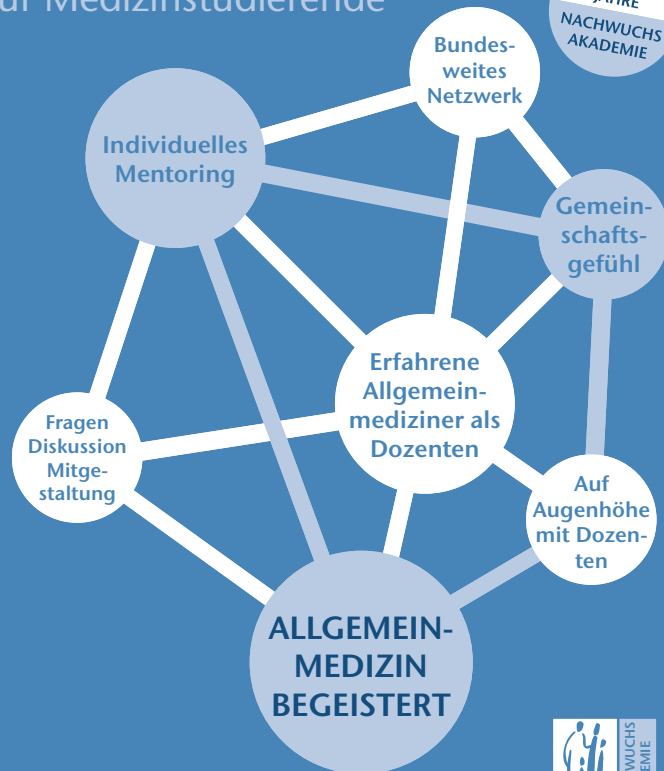 für Medizinstudierende
JAHRE
NACHWUCHS
AKADEMIE
Bundes-
weites
Netzwerk
Individuelles
Mentoring
Gemein-
schafts-
gefühl
Erfahrene
Allgemein-
mediziner als
Dozenten
Fragen
Diskussion
Mitge-
staltung
Auf
Augenhöhe
mit Dozen-
ten
ALLGEMEIN-
MEDIZIN
BEGEISTERT
WUCHS
EMIE